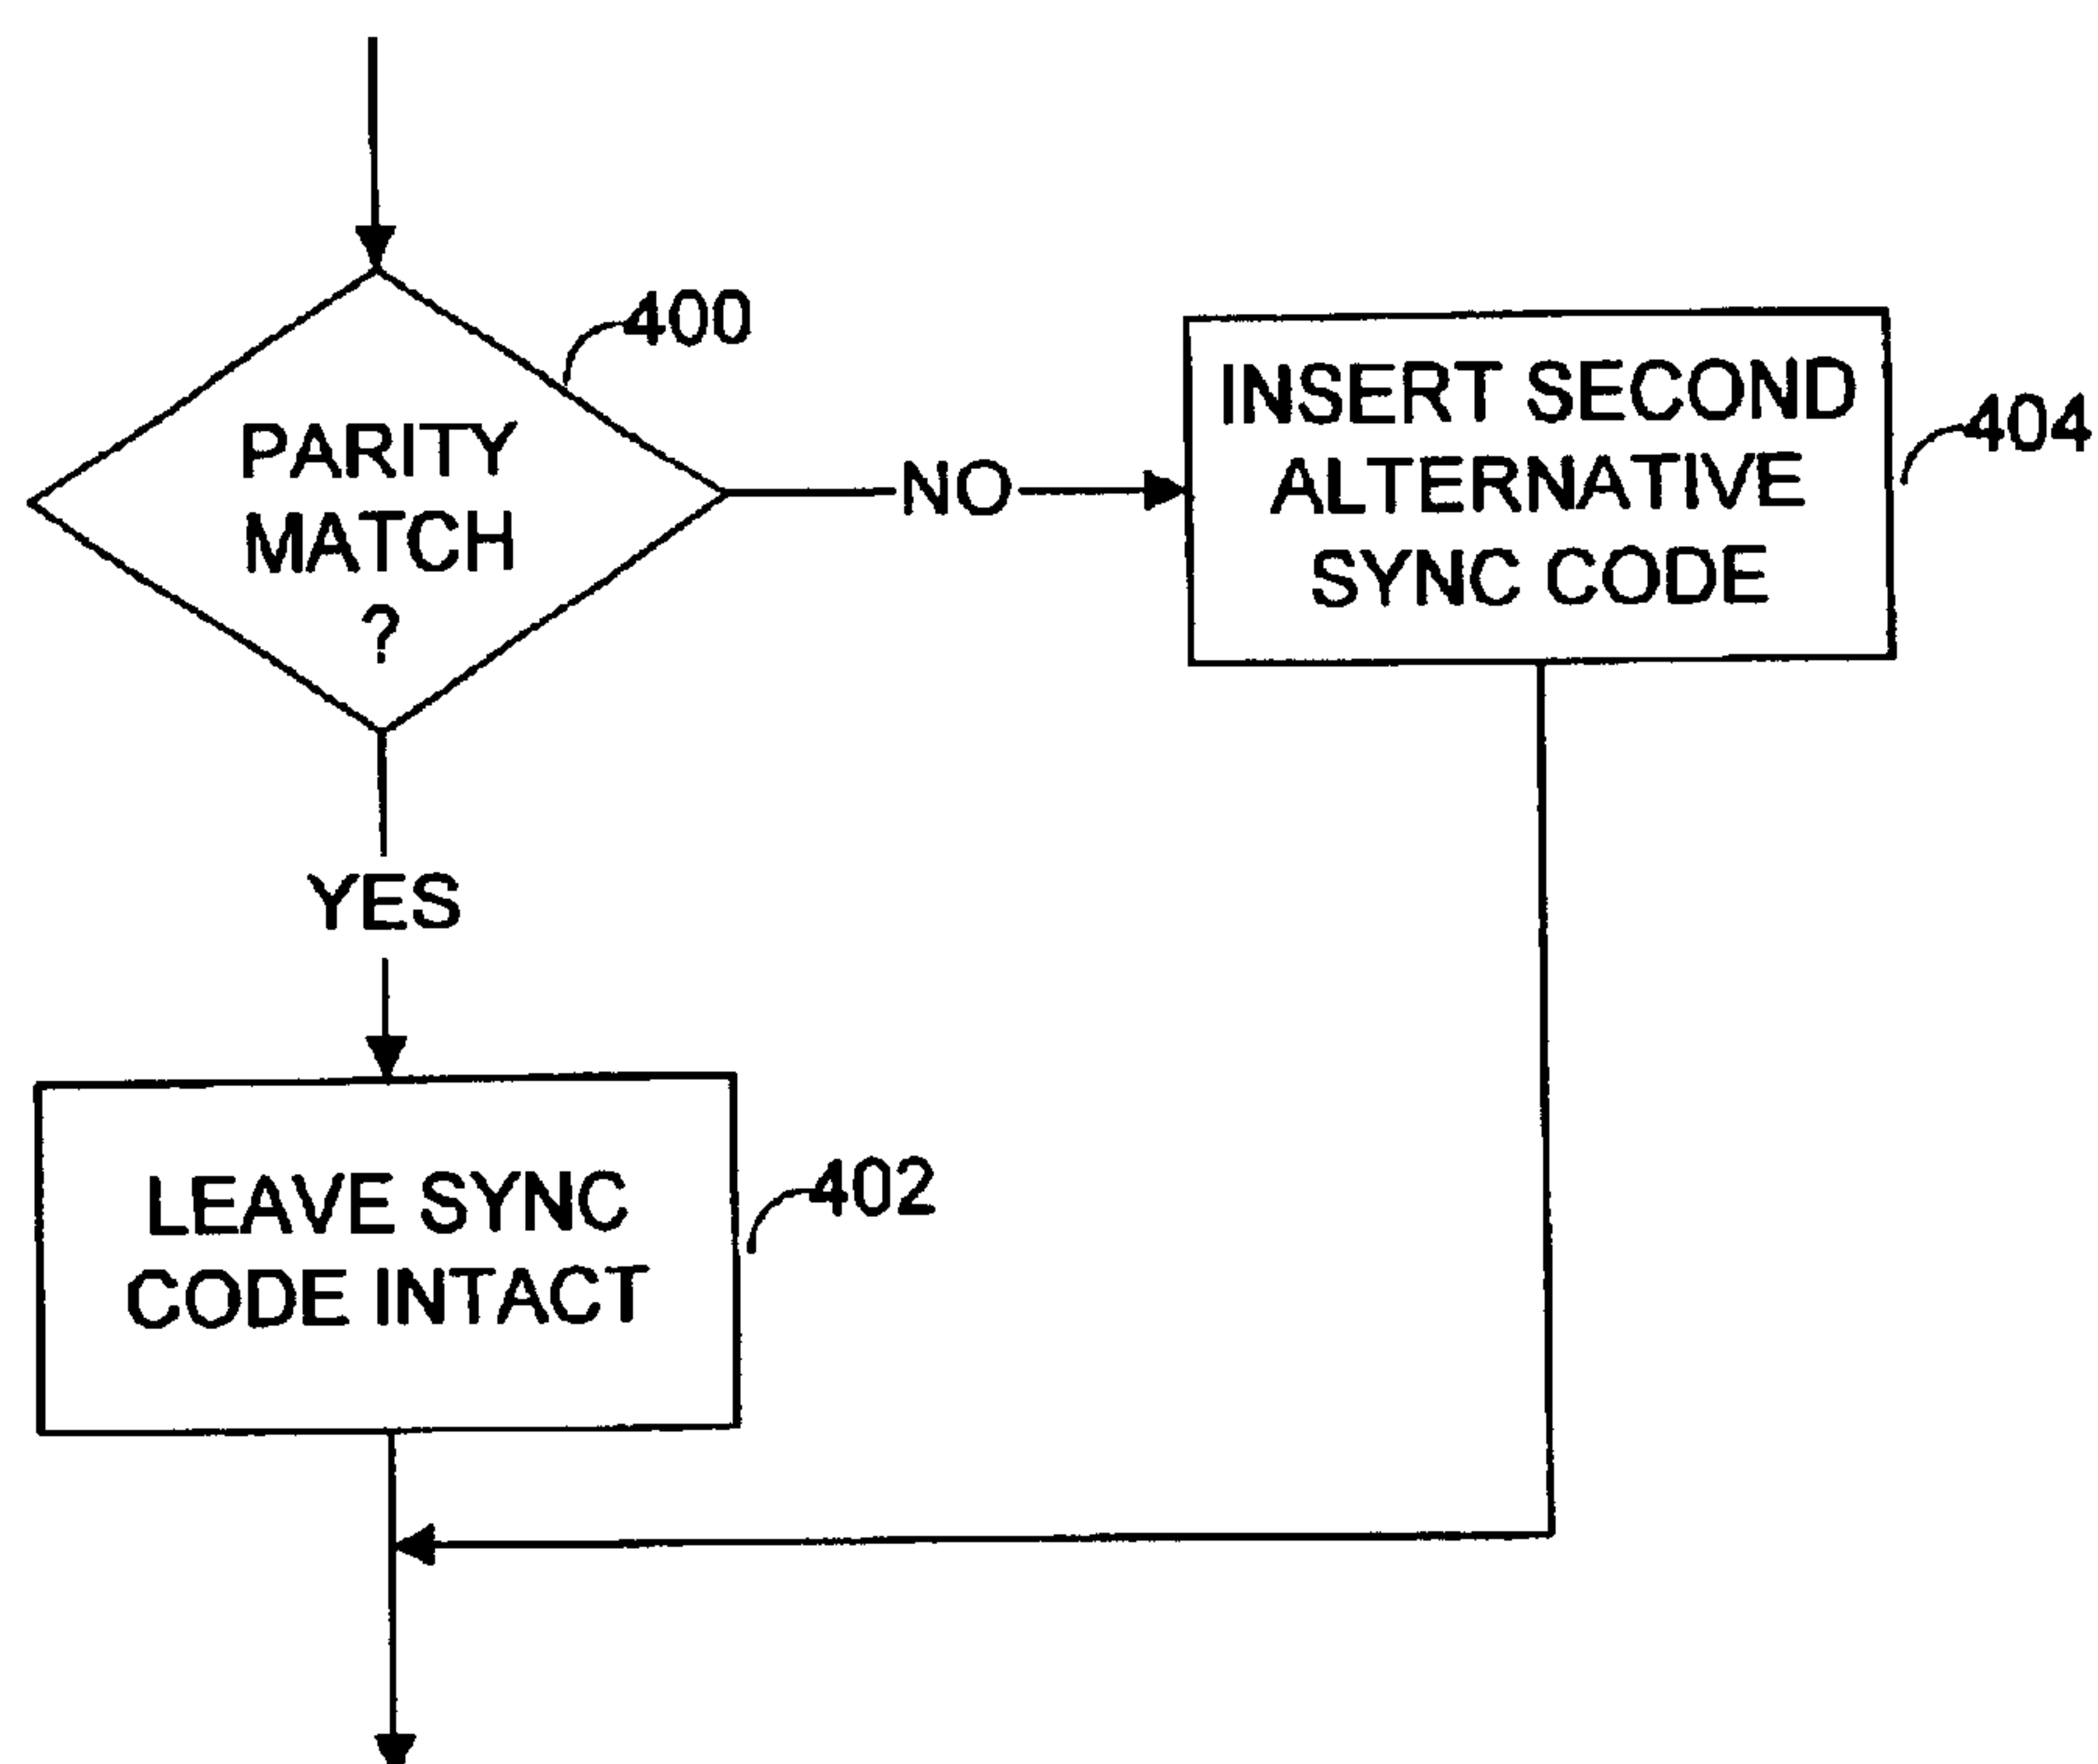 400
PARITY
MATCH
?
NO
INSERT SECOND
ALTERNATIVE
SYNC CODE
404
YES
LEAVE SYNC
CODE INTACT
402